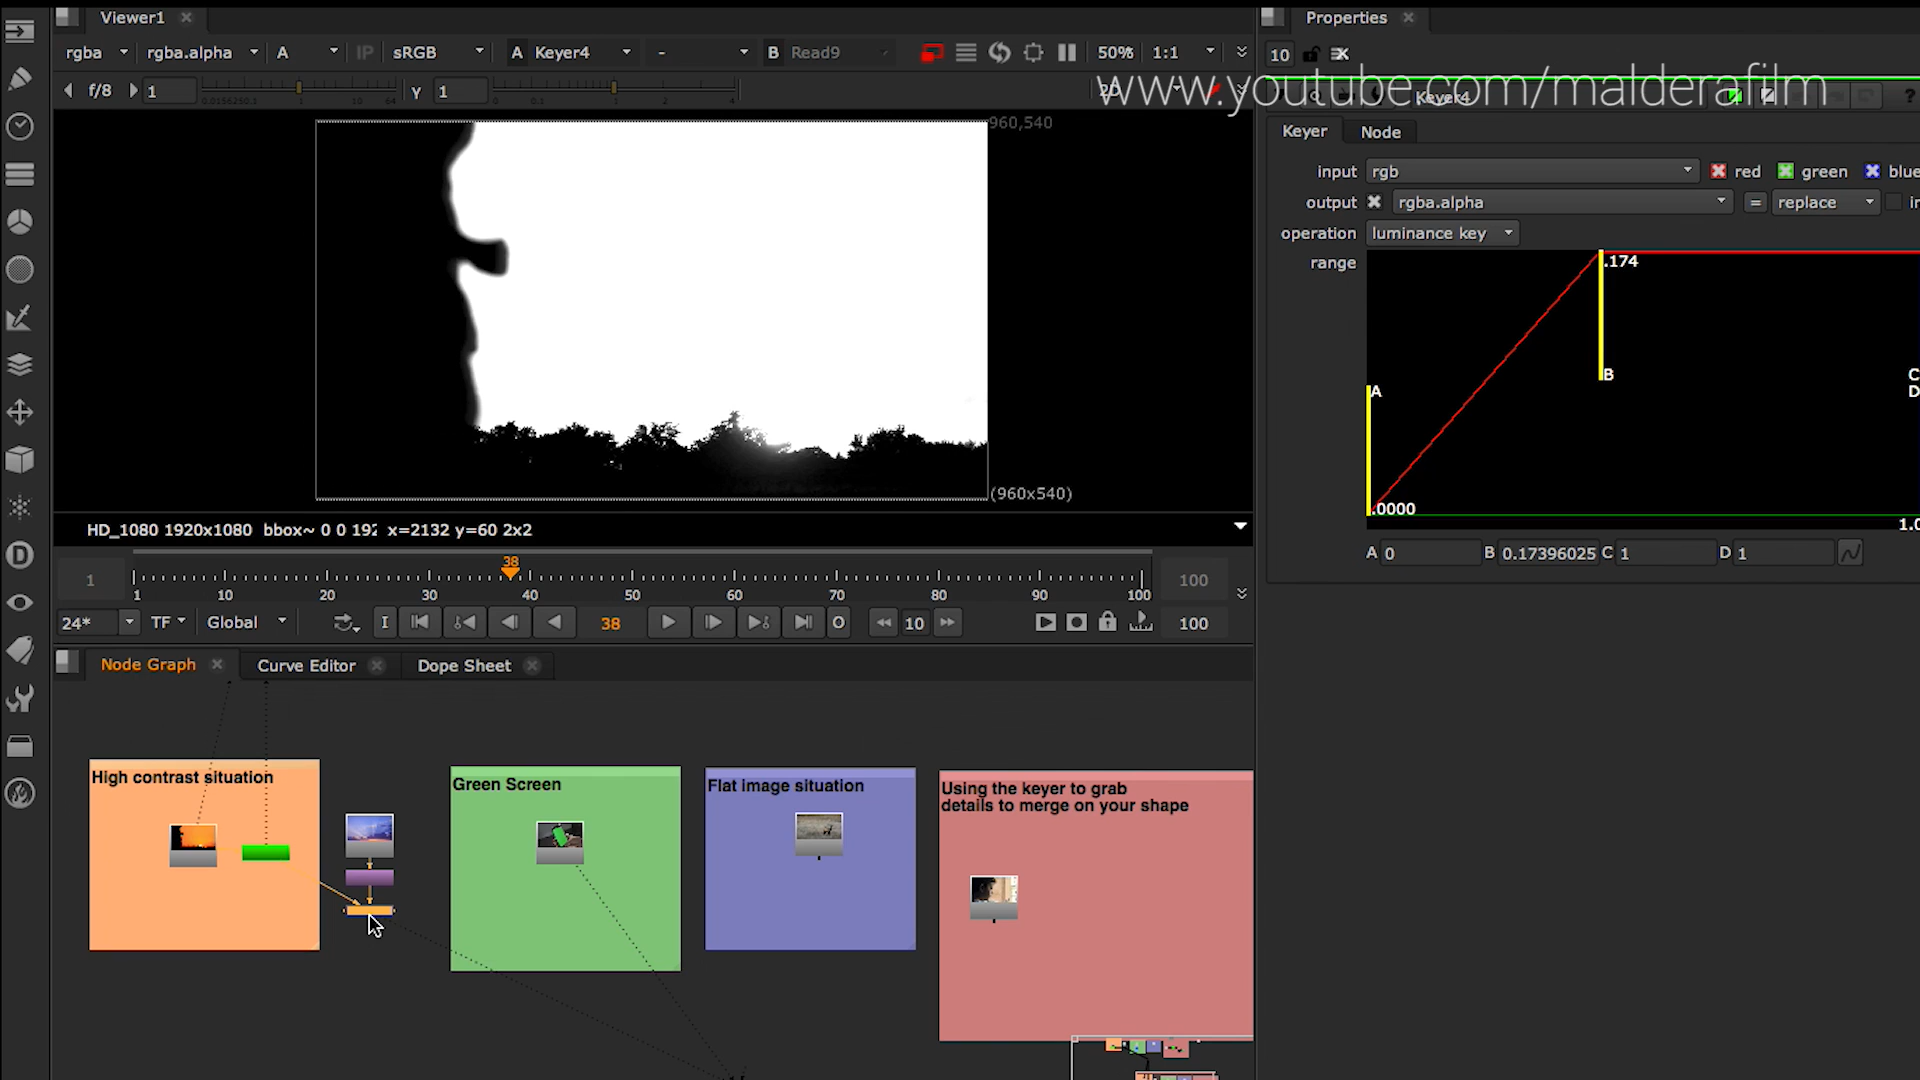 Viewer1
Properties
rgba rgba.alpha A IP sRGB A Keyer4 - B Read9 50% 1:1
10
f/8 1 γ 1 2D
www.youtube.com/malderafilm
Keyer4 ?
960,540
Keyer Node
input rgb red green blue
output rgba.alpha = replace
operation luminance key
range
.174
B
A
C
D
.0000
1.0
(960x540)
A 0 B 0.17396025 C 1 D 1
HD_1080 1920x1080 bbox~ 0 0 192 x=2132 y=60 2x2
38
1 100
1 10 20 30 40 50 60 70 80 90 100
24* TF Global I 38 O 10 100
Node Graph Curve Editor Dope Sheet
High contrast situation
Green Screen
Flat image situation
Using the keyer to grab
details to merge on your shape